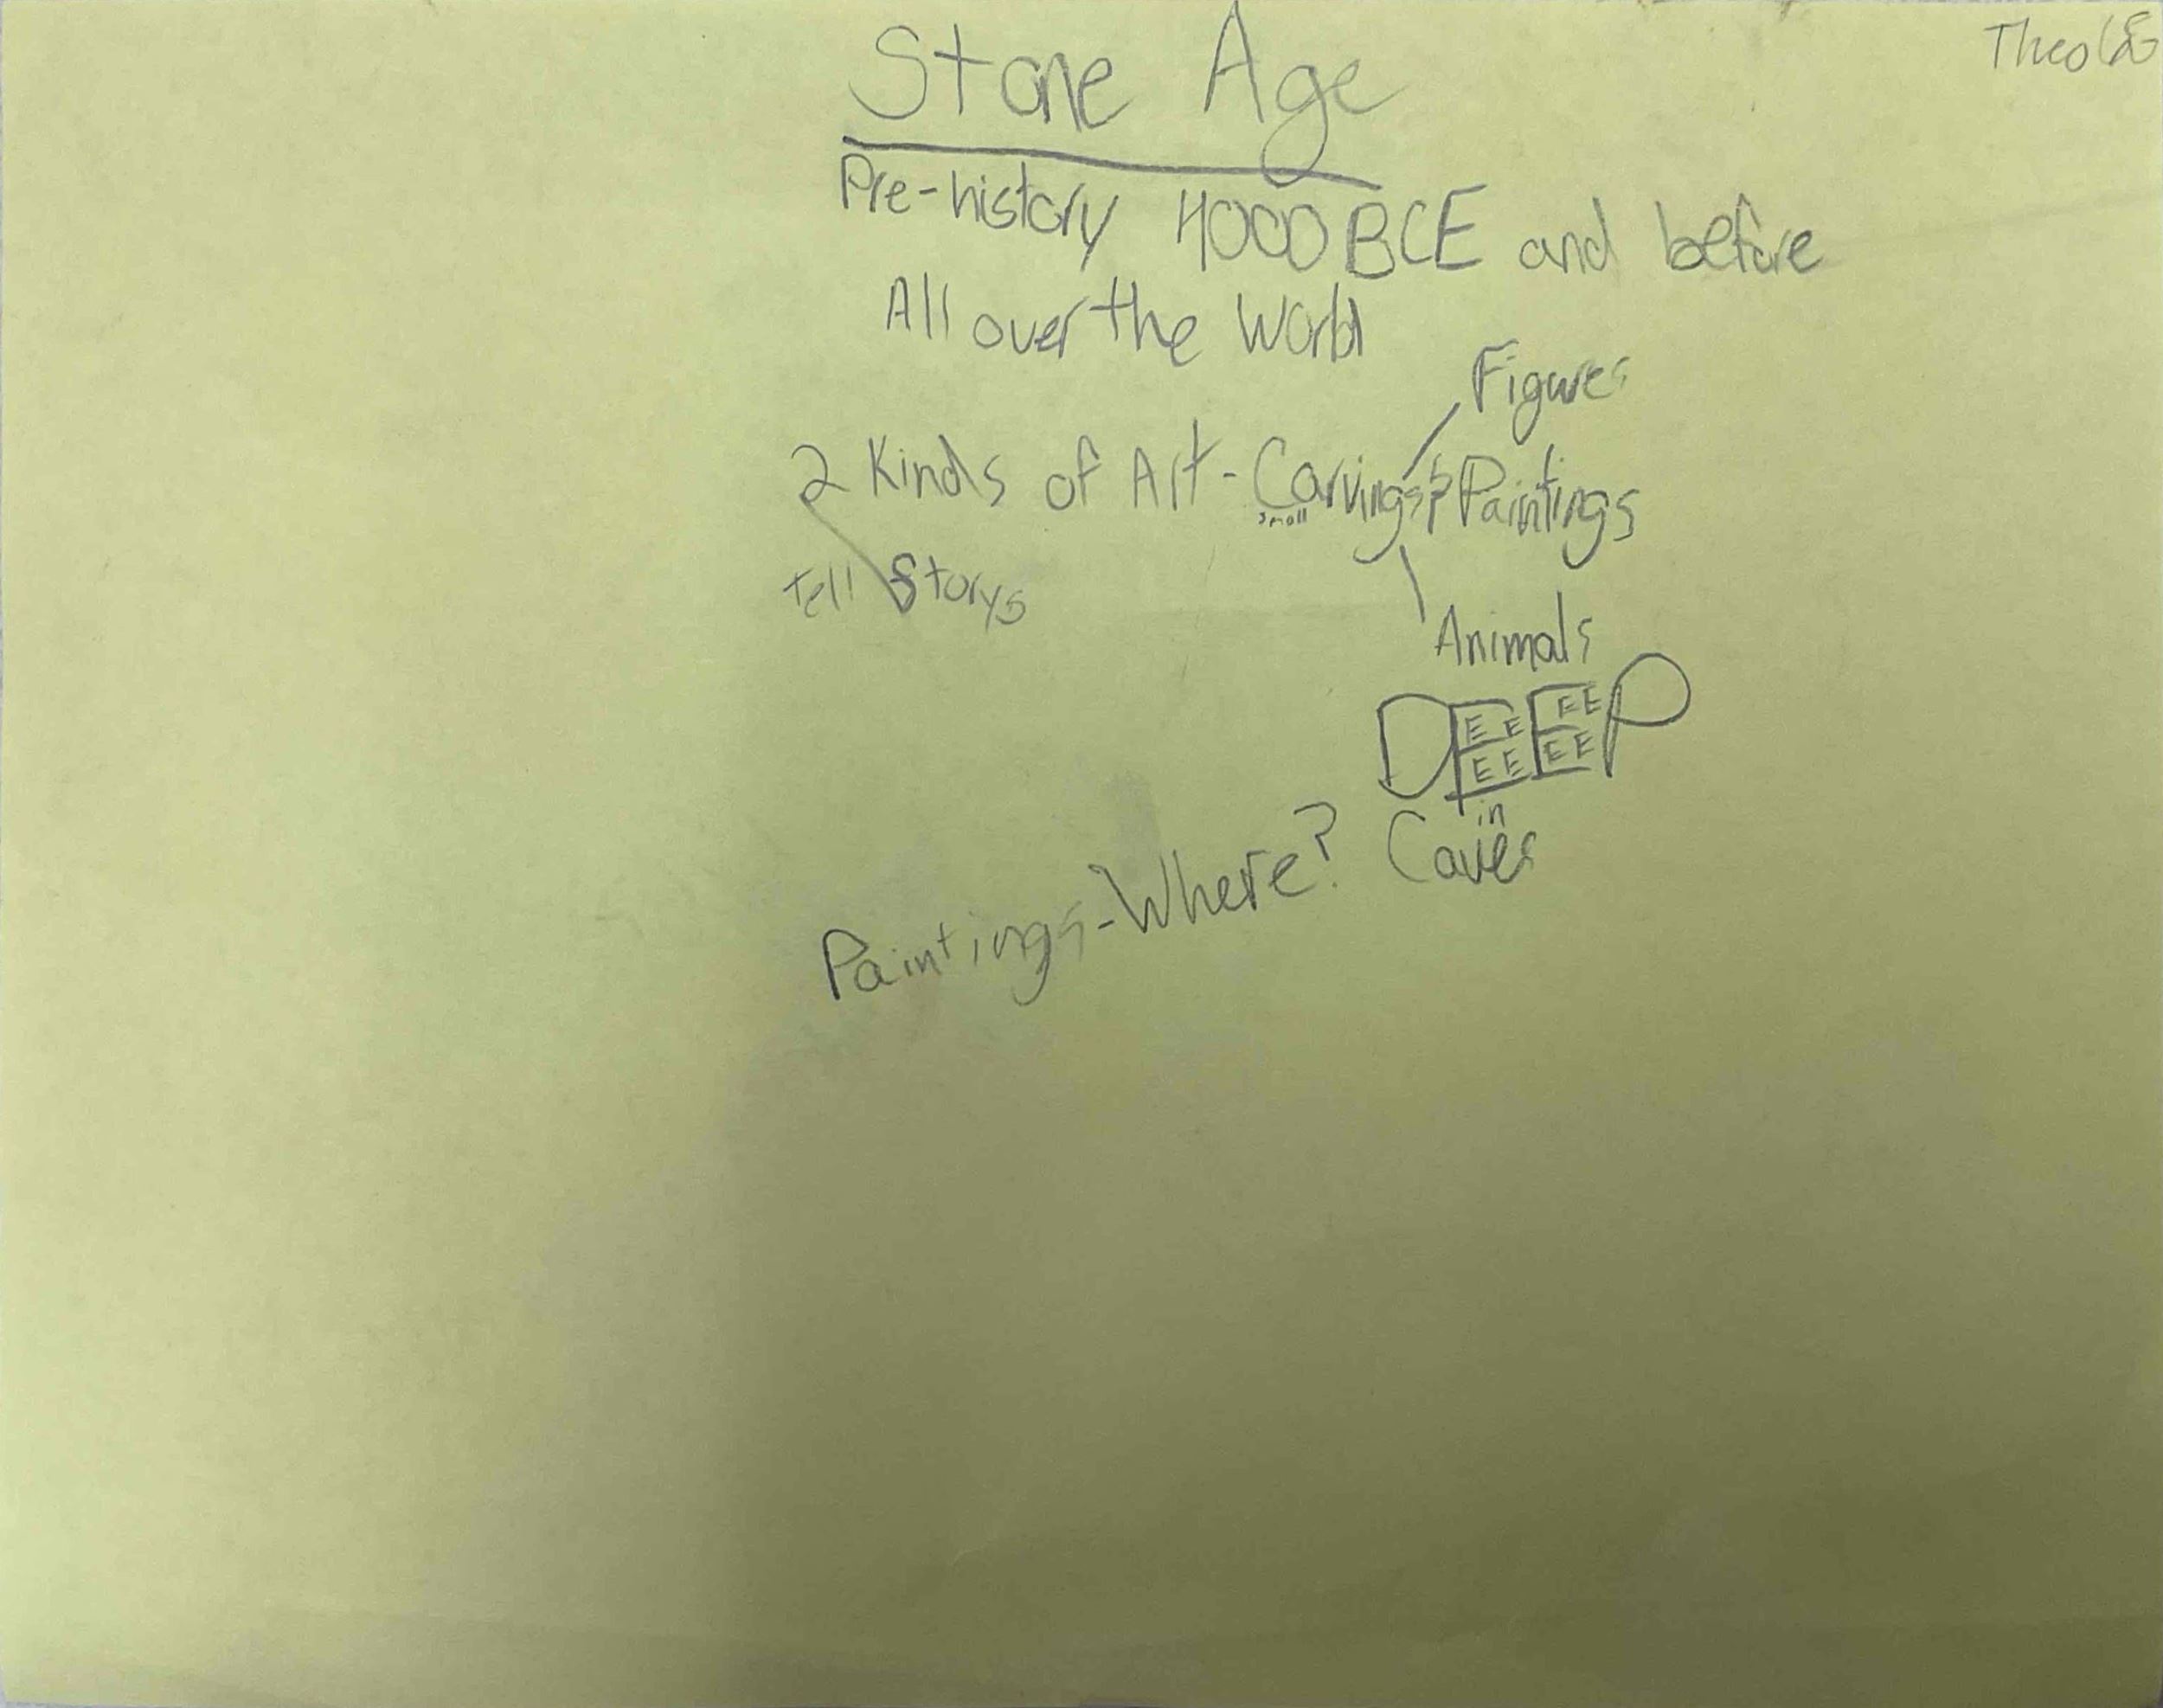 Theo
Stone Age
Pre-history 4000 BCE and before
All over the World
Figures
2 Kinds of Art - Carvings & Paintings
small
tell Storys
Animals
DEEP
E E E E
E E E E
in
Paintings - Where? Caves